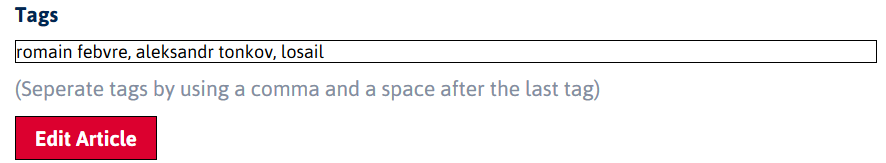 Tags
romain febvre, aleksandr tonkov, losail
(Seperate tags by using a comma and a space after the last tag)
Edit Article